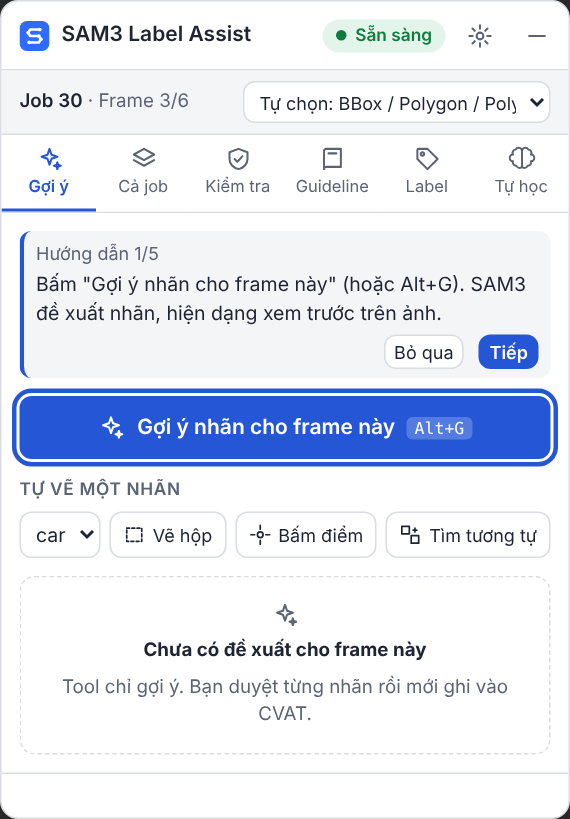 SAM3 Label Assist
Sẵn sàng
Job 30 · Frame 3/6
Tự chọn: BBox / Polygon / Poly
Gợi ý
Cả job
Kiểm tra
Guideline
Label
Tự học
Hướng dẫn 1/5
Bấm "Gợi ý nhãn cho frame này" (hoặc Alt+G). SAM3
đề xuất nhãn, hiện dạng xem trước trên ảnh.
Bỏ qua
Tiếp
Gợi ý nhãn cho frame này Alt+G
TỰ VẼ MỘT NHÃN
car
Vẽ hộp
Bấm điểm
Tìm tương tự
Chưa có đề xuất cho frame này
Tool chỉ gợi ý. Bạn duyệt từng nhãn rồi mới ghi vào
CVAT.